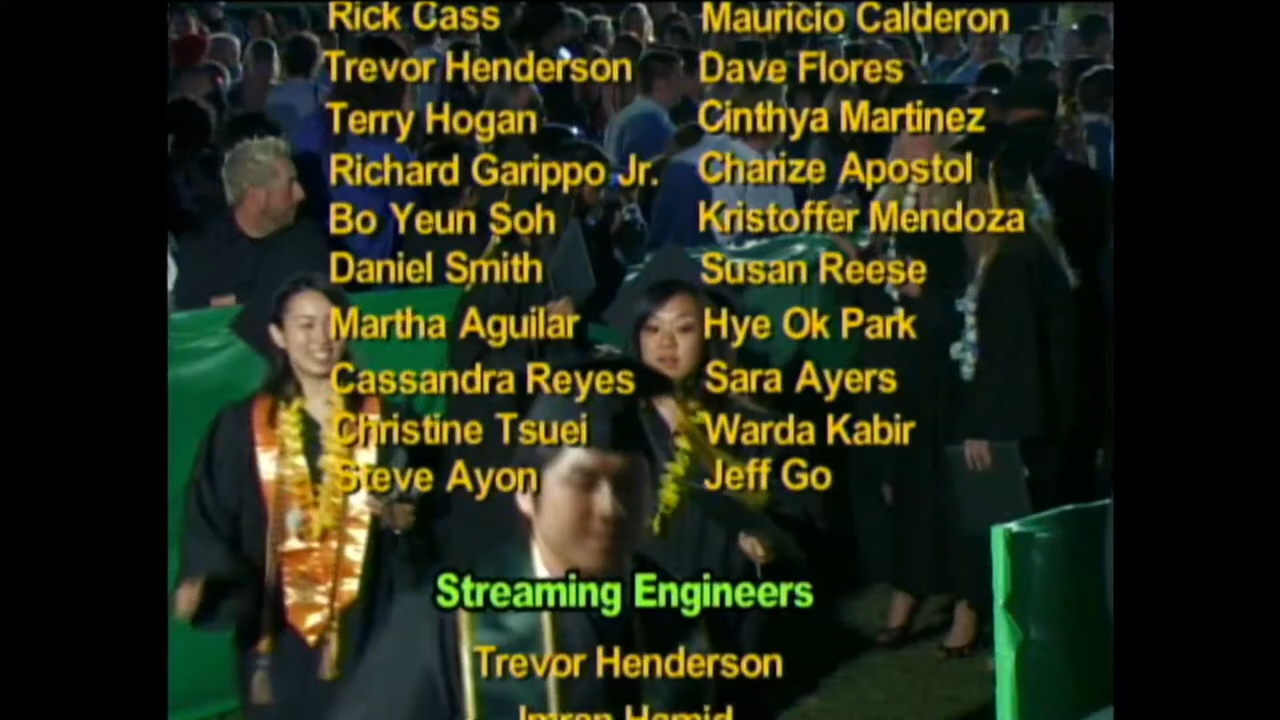 Rick Cass Mauricio Calderon
Trevor Henderson Dave Flores
Terry Hogan Cinthya Martinez
Richard Garippo Jr. Charize Apostol
Bo Yeun Soh Kristoffer Mendoza
Daniel Smith Susan Reese
Martha Aguilar Hye Ok Park
Cassandra Reyes Sara Ayers
Christine Tsuei Warda Kabir
Steve Ayon Jeff Go
Streaming Engineers
Trevor Henderson
Imran Hamid